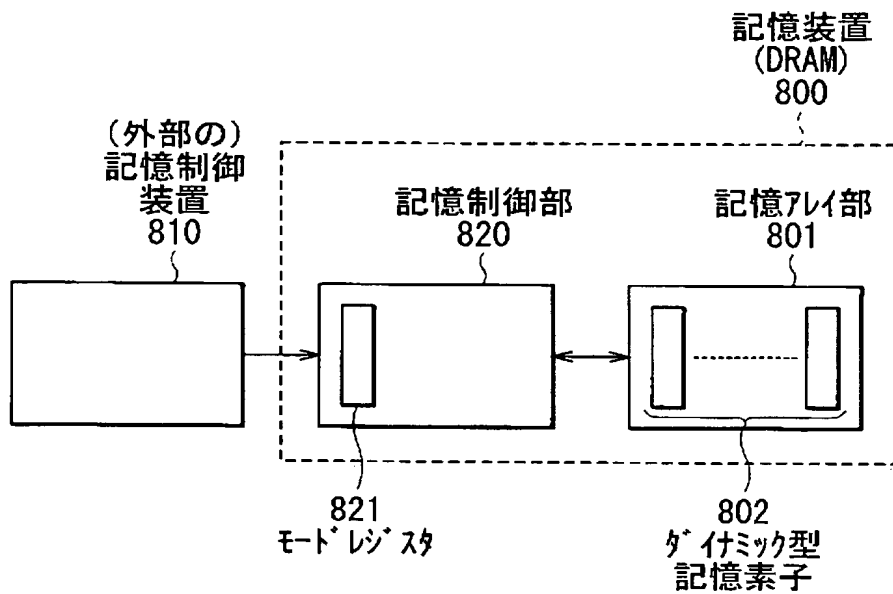 記憶装置
(DRAM)
800
(外部の)
記憶制御
装置
810
記憶制御部
820
記憶アレイ部
801
821
モードレジスタ
802
ダイナミック型
記憶素子